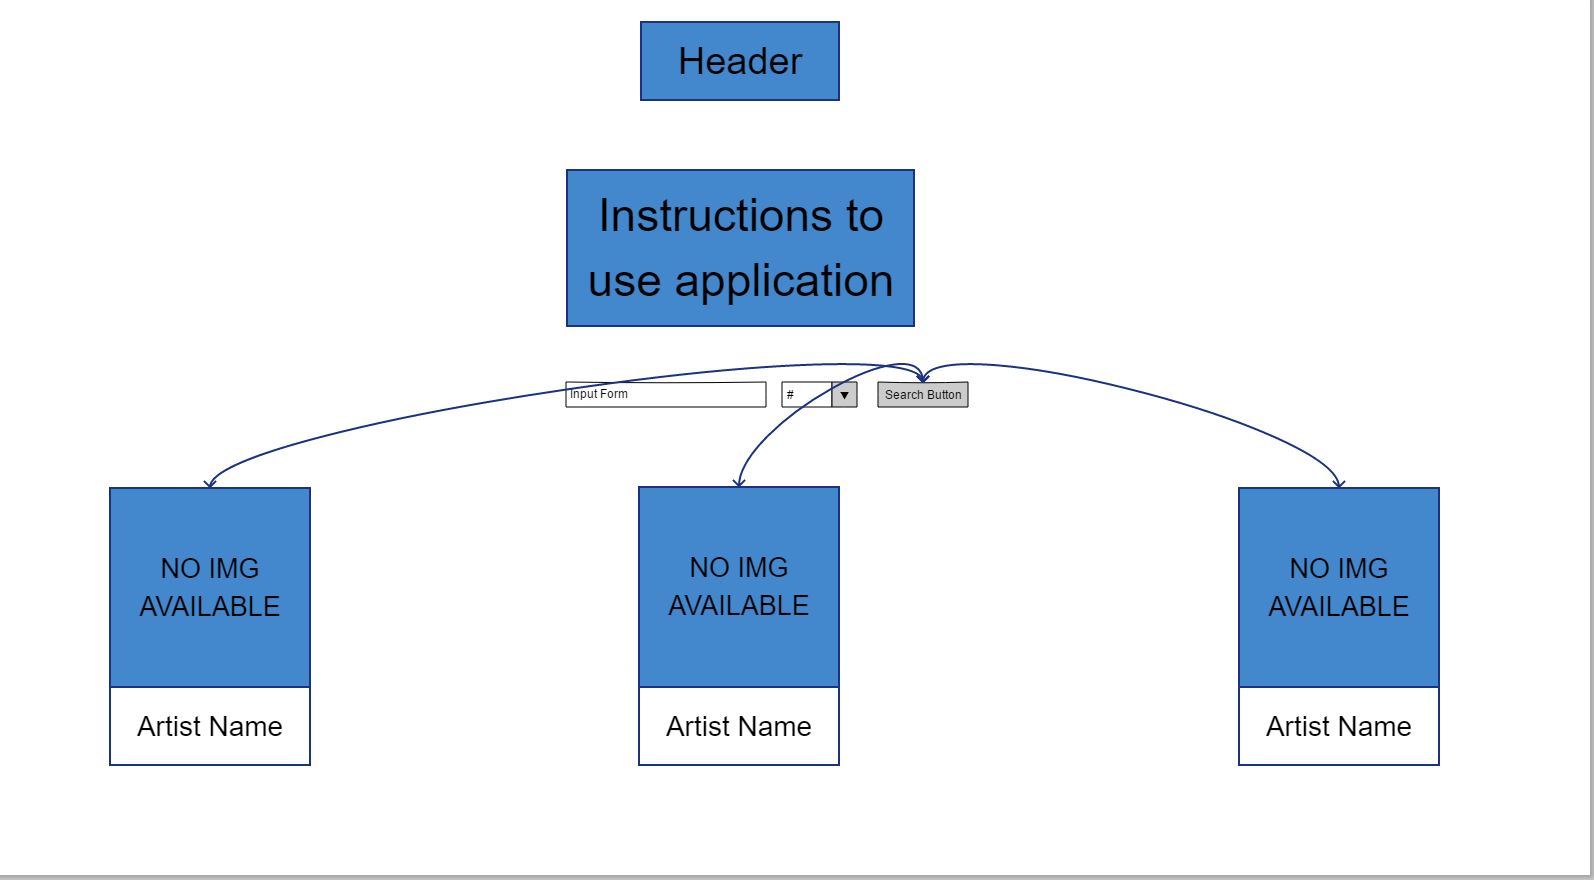 Header
Instructions to
use application
Input Form
#
Search Button
NO IMG
AVAILABLE
Artist Name
NO IMG
AVAILABLE
Artist Name
NO IMG
AVAILABLE
Artist Name